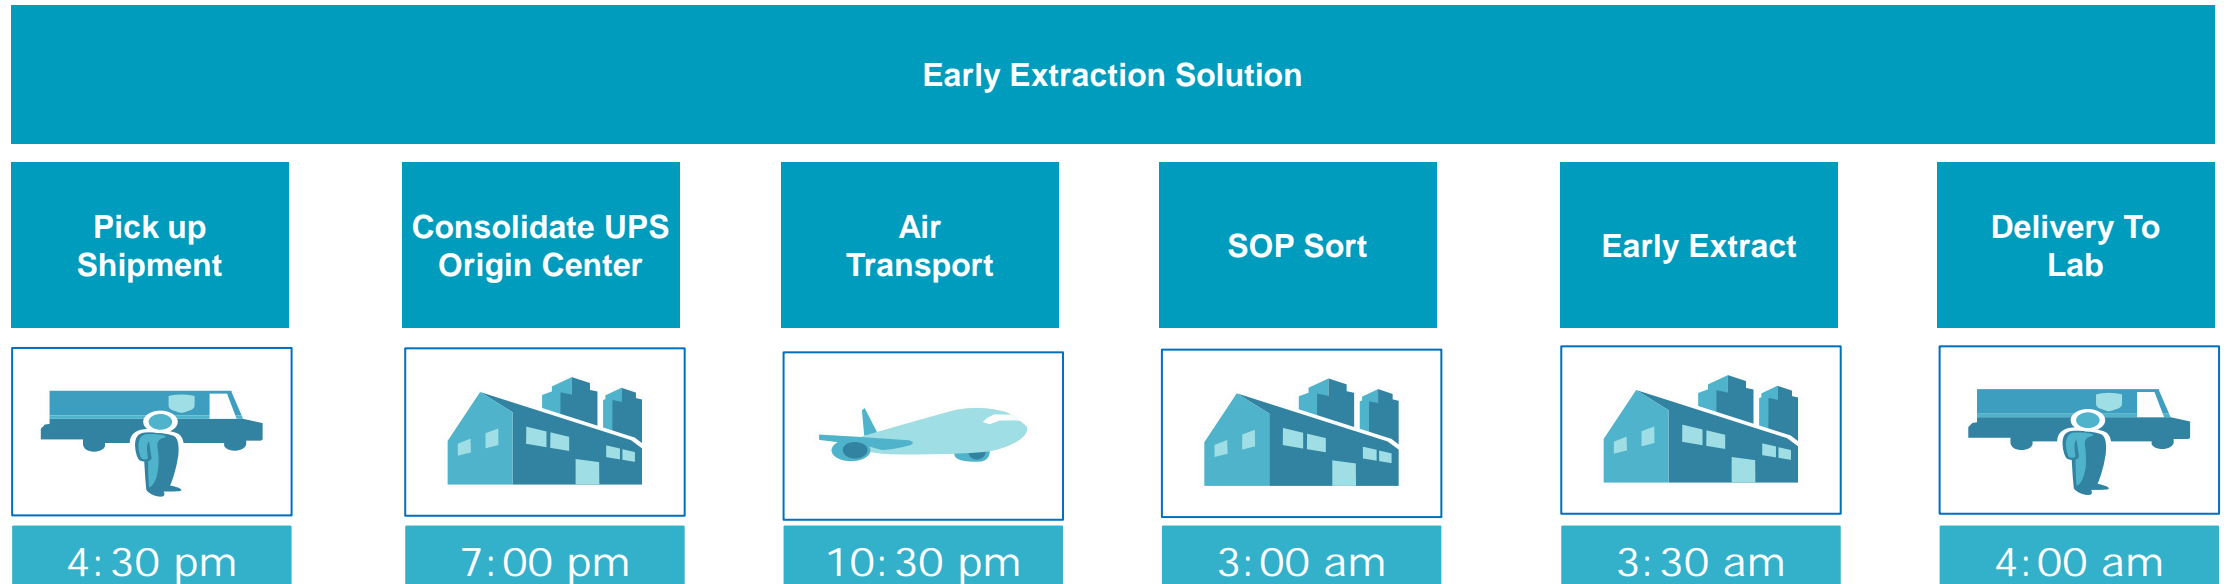 Early Extraction Solution
Pick up
Shipment
Consolidate UPS
Origin Center
Air
Transport
SOP Sort
Early Extract
Delivery To
Lab
4:30 pm
7:00 pm
10:30 pm
3:00 am
3:30 am
4:00 am